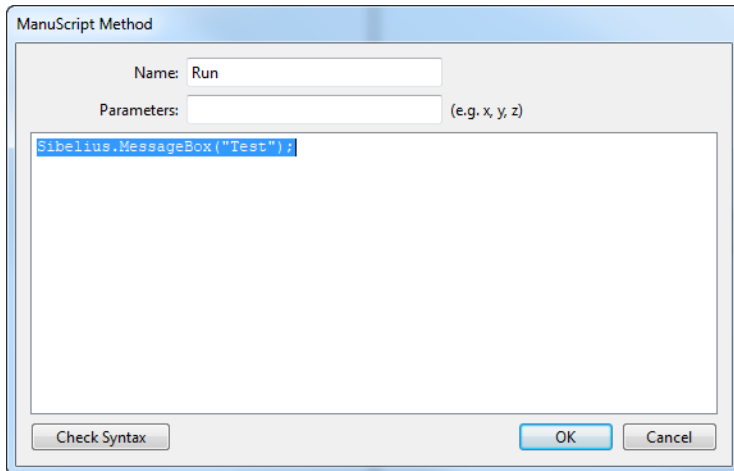 ManuScript Method
Name: Run
Parameters: (e.g. x, y, z)
Sibelius.MessageBox("Test");
Check Syntax OK Cancel